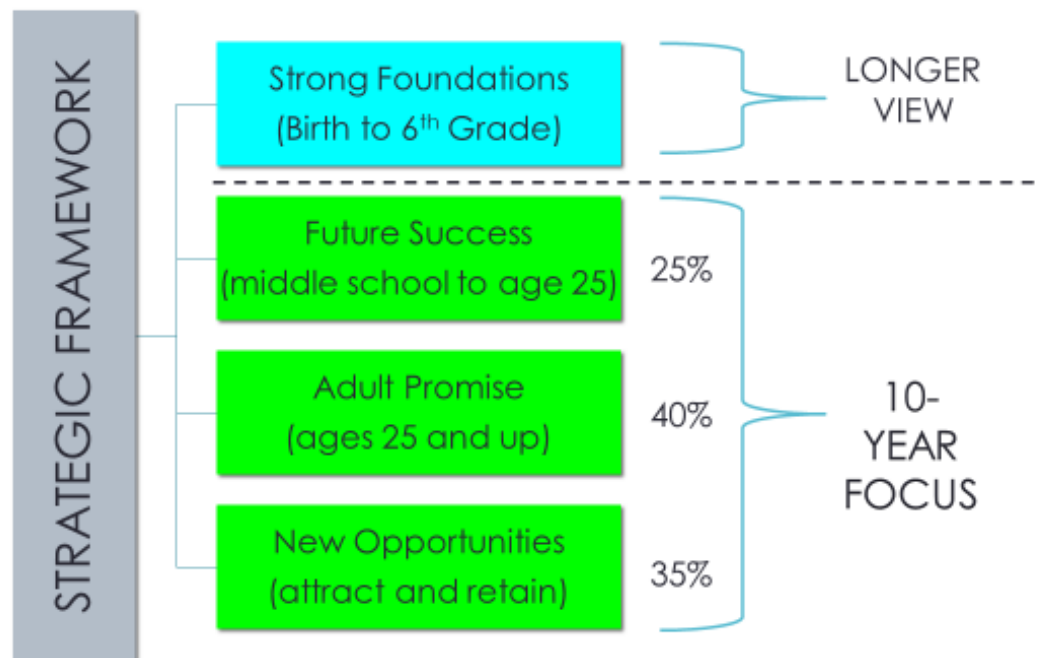 STRATEGIC FRAMEWORK
Strong Foundations
(Birth to 6th Grade)
LONGER
VIEW
Future Success
(middle school to age 25)
25%
Adult Promise
(ages 25 and up)
40%
10-
YEAR
FOCUS
New Opportunities
(attract and retain)
35%